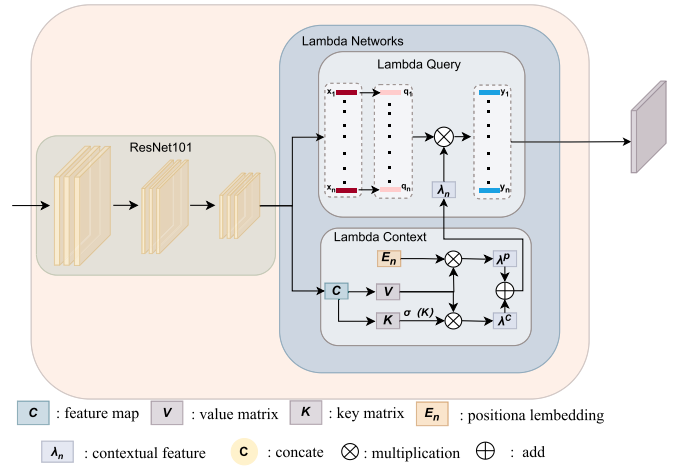 Lambda Networks
Lambda Query
x1 q1 y1
ResNet101
λn
xn qn yn
Lambda Context
En λp
C V
σ (K)
K λC
C : feature map V : value matrix K : key matrix En : positiona lembedding
λn : contextual feature C : concate : multiplication : add